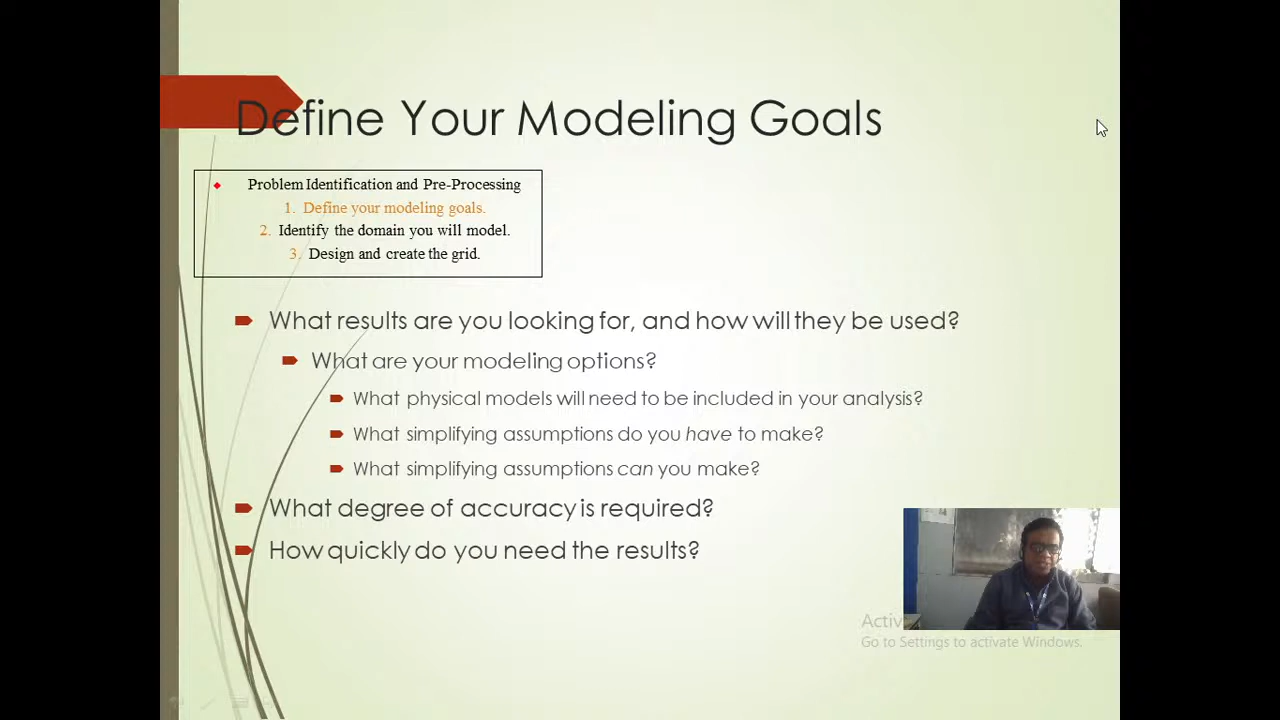 Define Your Modeling Goals
Problem Identification and Pre-Processing
1. Define your modeling goals.
2. Identify the domain you will model.
3. Design and create the grid.
What results are you looking for, and how will they be used?
What are your modeling options?
What physical models will need to be included in your analysis?
What simplifying assumptions do you have to make?
What simplifying assumptions can you make?
What degree of accuracy is required?
How quickly do you need the results?
Activ
Go to Settings to activate Windows.